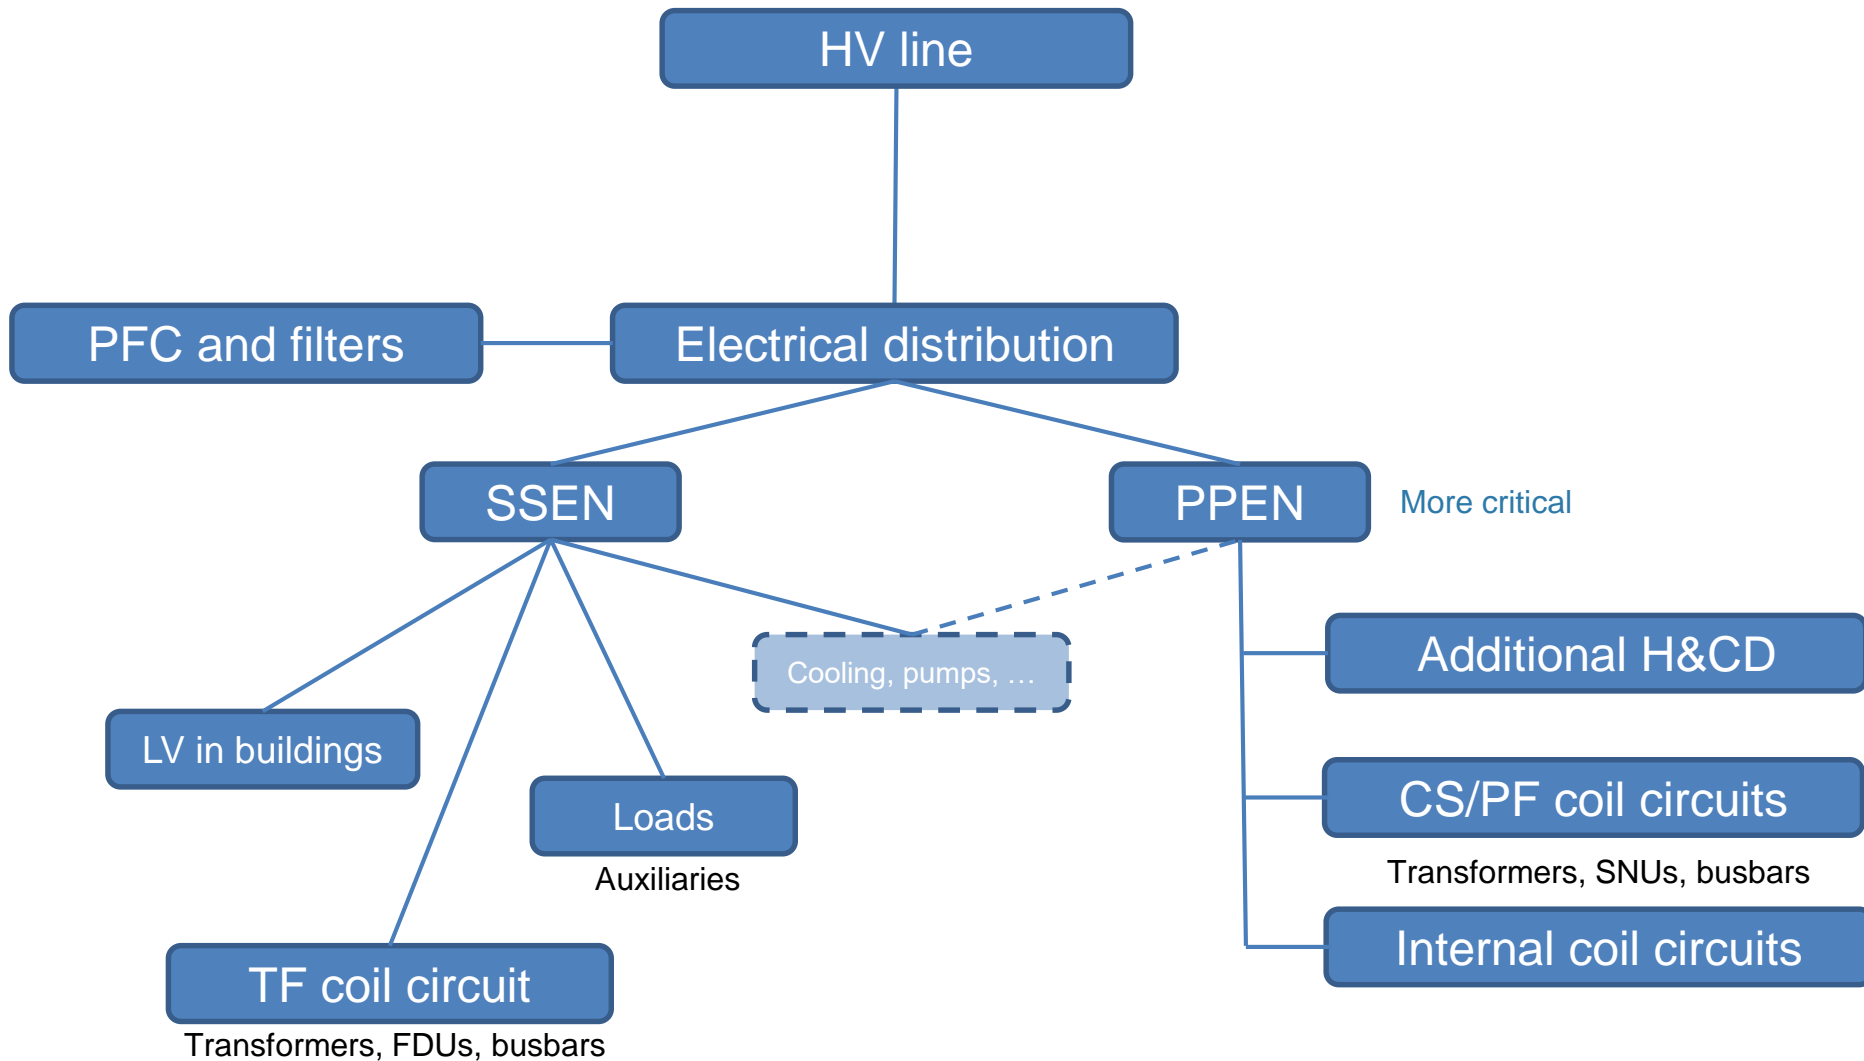 HV line
PFC and filters
Electrical distribution
SSEN
PPEN
More critical
Cooling, pumps, …
Additional H&CD
LV in buildings
Loads
Auxiliaries
CS/PF coil circuits
Transformers, SNUs, busbars
Internal coil circuits
TF coil circuit
Transformers, FDUs, busbars